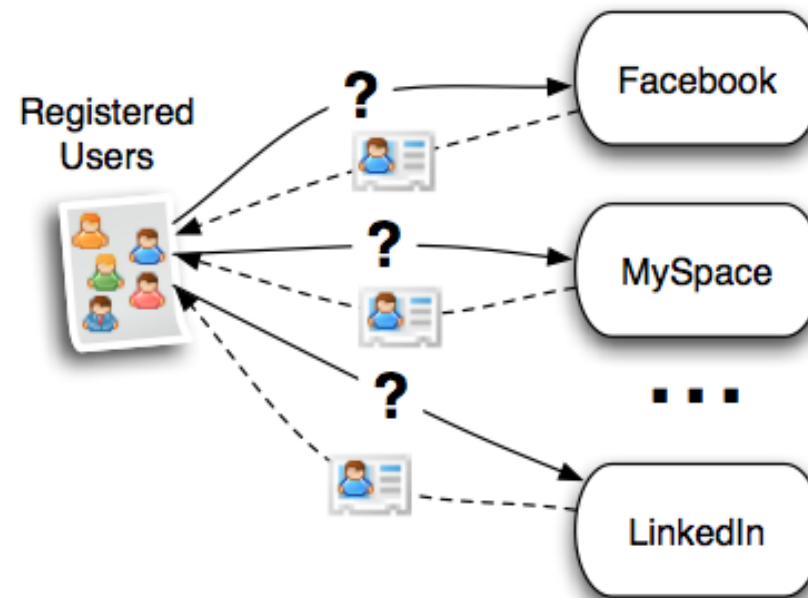 Registered
Users
?
Facebook
?
MySpace
?
...
LinkedIn